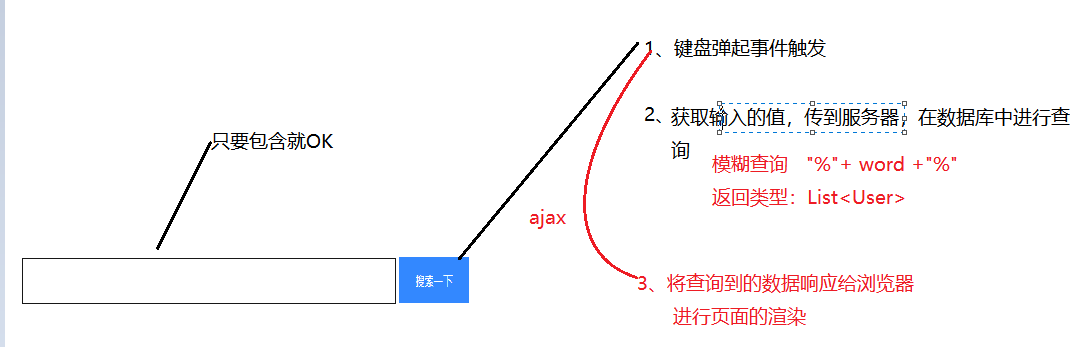 1、键盘弹起事件触发
2、获取输入的值，传到服务器，在数据库中进行查
询
只要包含就OK
模糊查询 "%"+ word +"%"
返回类型：List<User>
ajax
搜索一下
3、将查询到的数据响应给浏览器
进行页面的渲染